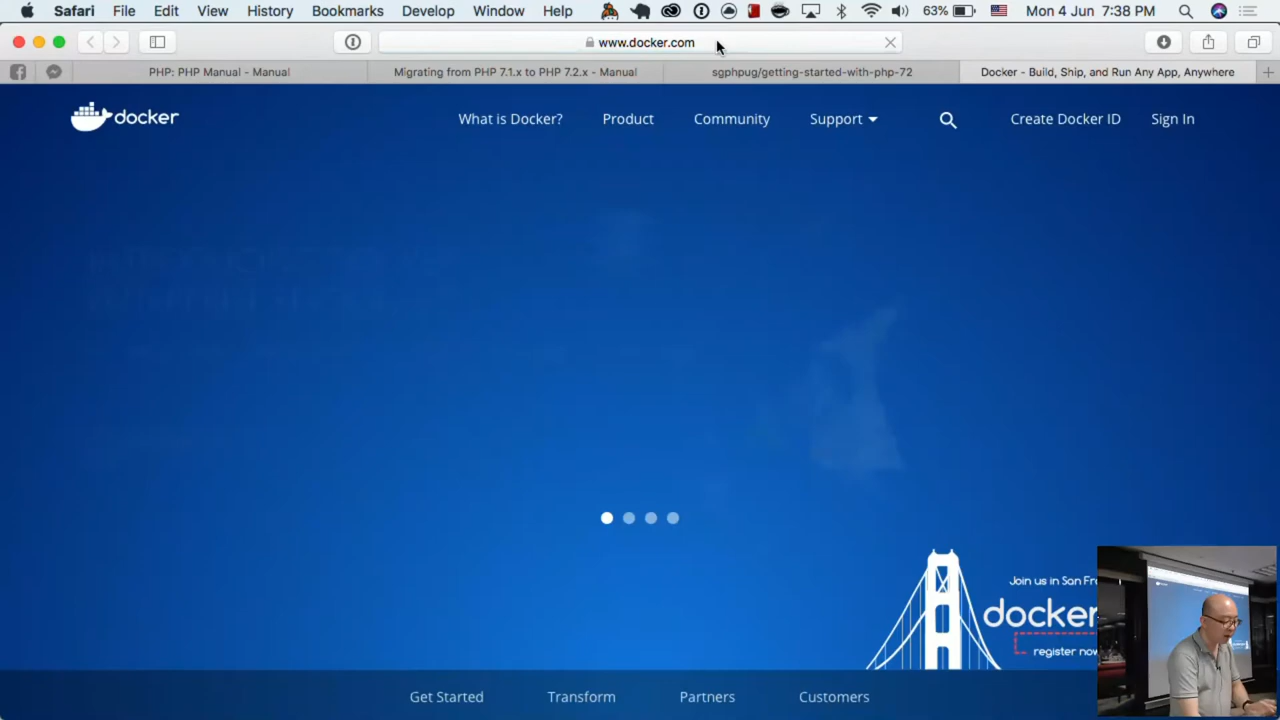 Safari File Edit View History Bookmarks Develop Window Help 63% Mon 4 Jun 7:38 PM
www.docker.com
PHP: PHP Manual - Manual
Migrating from PHP 7.1.x to PHP 7.2.x - Manual
sgphpug/getting-started-with-php-72
Docker - Build, Ship, and Run Any App, Anywhere
docker
What is Docker? Product Community Support Create Docker ID Sign In
Join us in San Fr
docker
register now
Get Started Transform Partners Customers